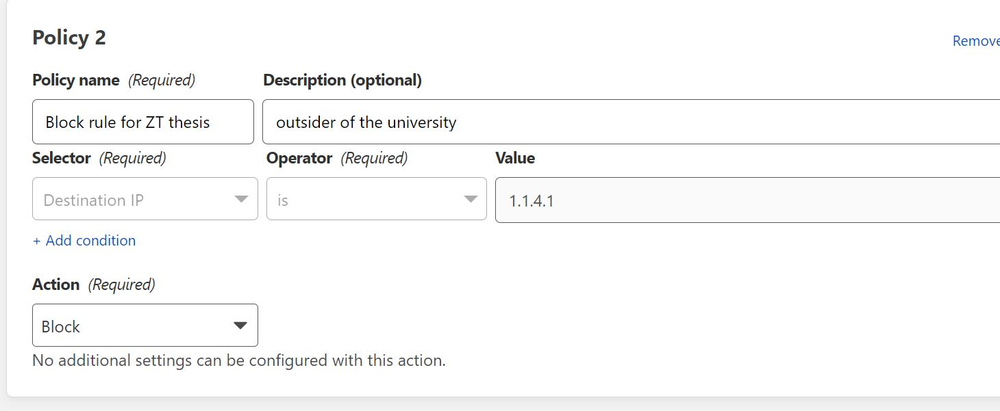 Policy 2
Remove
Policy name (Required) Description (optional)
Block rule for ZT thesis outsider of the university
Selector (Required) Operator (Required) Value
Destination IP is 1.1.4.1
+ Add condition
Action (Required)
Block
No additional settings can be configured with this action.